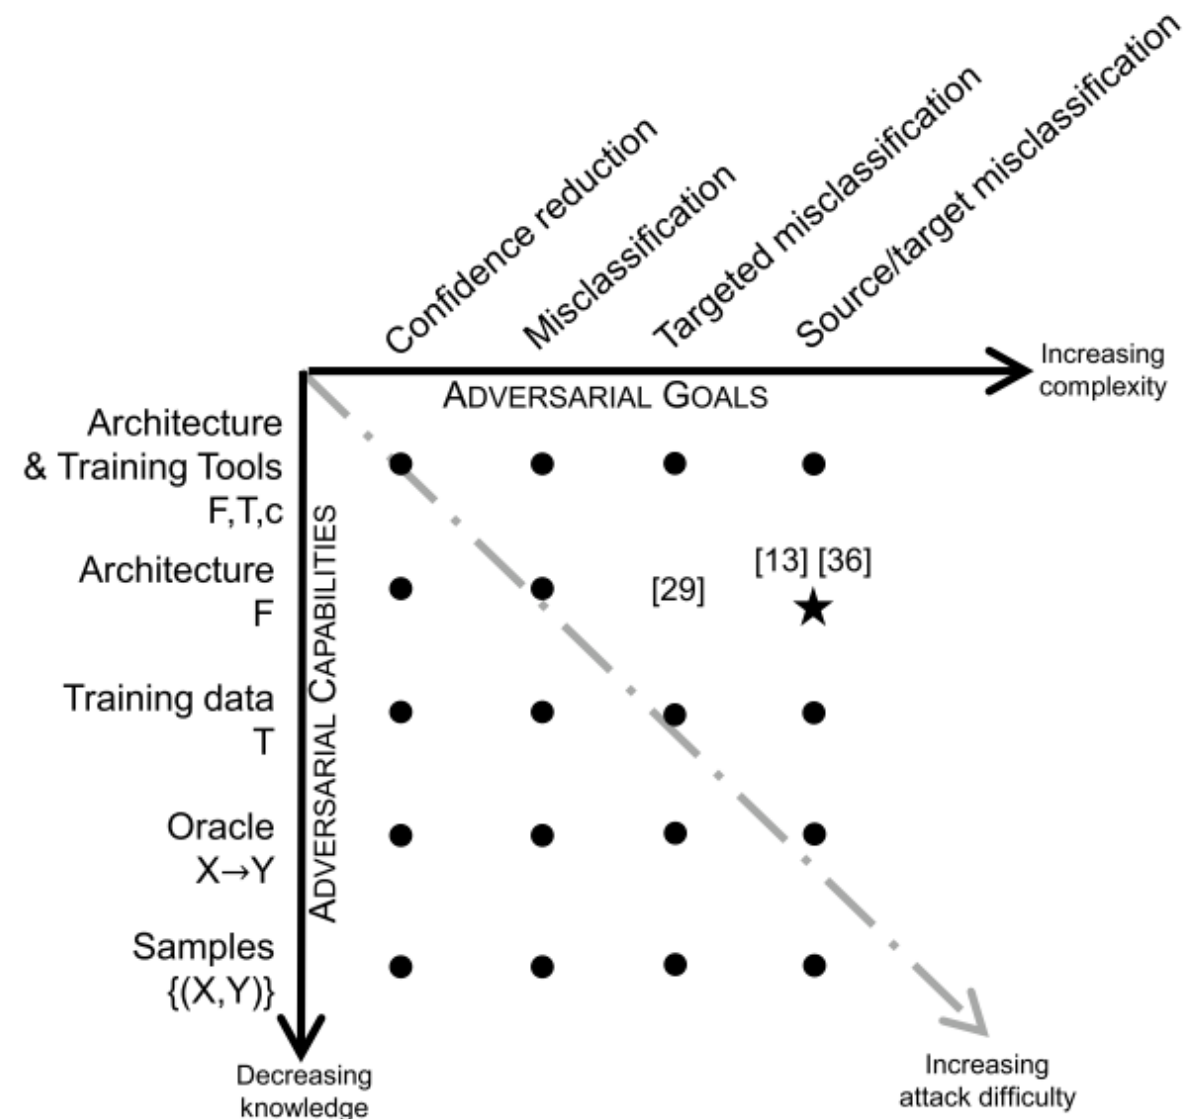 Confidence reduction
Misclassification
Targeted misclassification
Source/target misclassification
Increasing
complexity
ADVERSARIAL GOALS
Architecture
& Training Tools
F,T,c
ADVERSARIAL CAPABILITIES
Architecture
F
[29]
[13] [36]
Training data
T
Oracle
X→Y
Samples
{(X,Y)}
Decreasing
knowledge
Increasing
attack difficulty